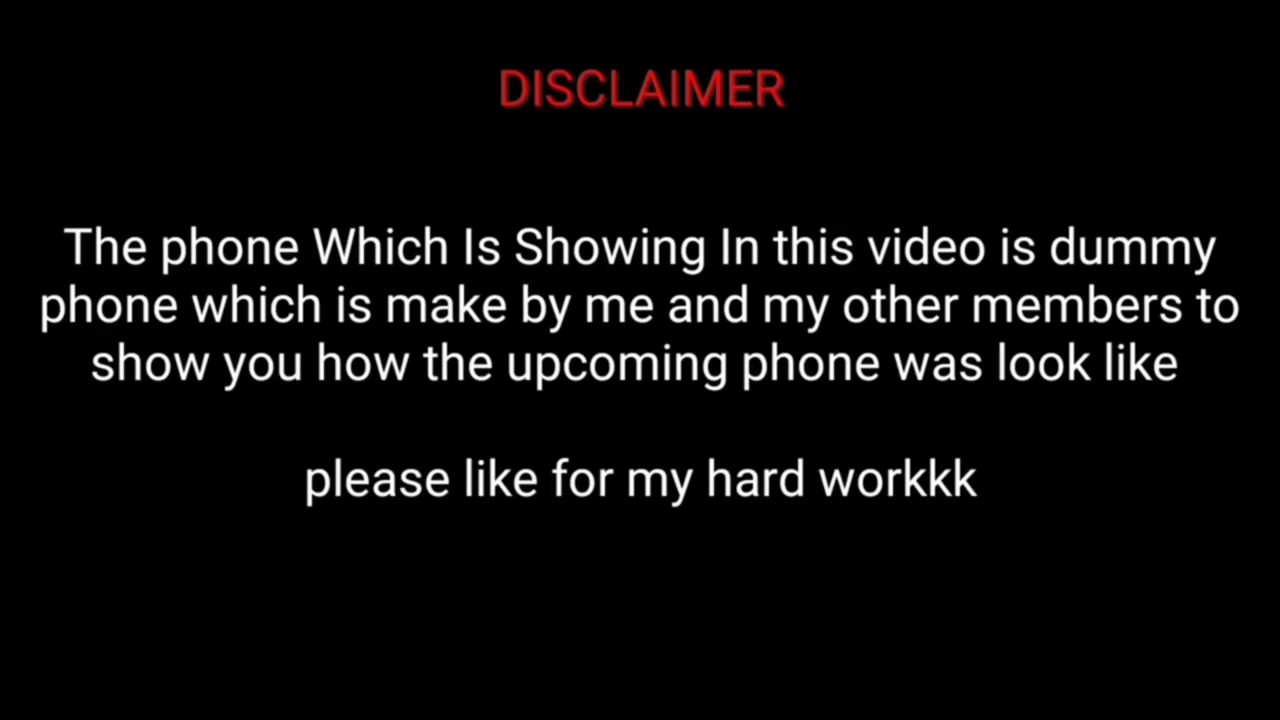 DISCLAIMER
The phone Which Is Showing In this video is dummy
phone which is make by me and my other members to
show you how the upcoming phone was look like
please like for my hard workkk